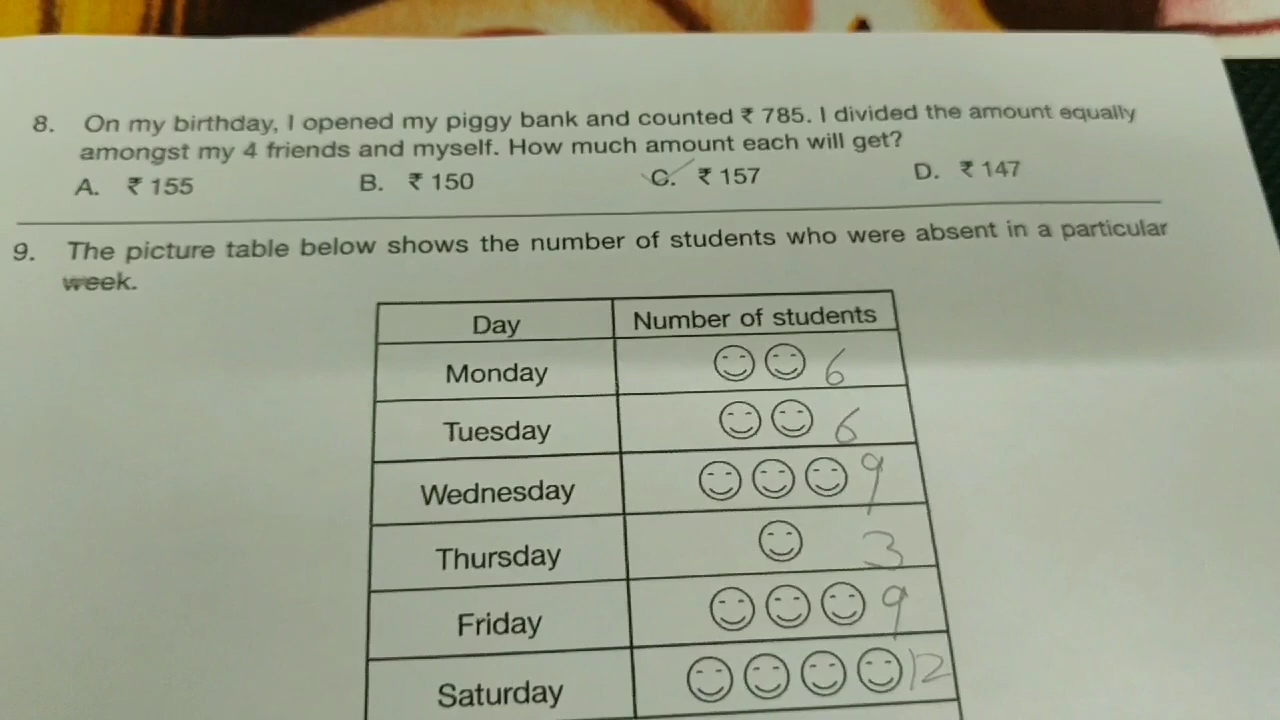 8. On my birthday, I opened my piggy bank and counted ₹ 785. I divided the amount equally
amongst my 4 friends and myself. How much amount each will get?
A. ₹ 155 B. ₹ 150 C. ₹ 157 D. ₹ 147
9. The picture table below shows the number of students who were absent in a particular
week.
Day Number of students
Monday 6
Tuesday 6
Wednesday 9
Thursday 3
Friday 9
Saturday 12